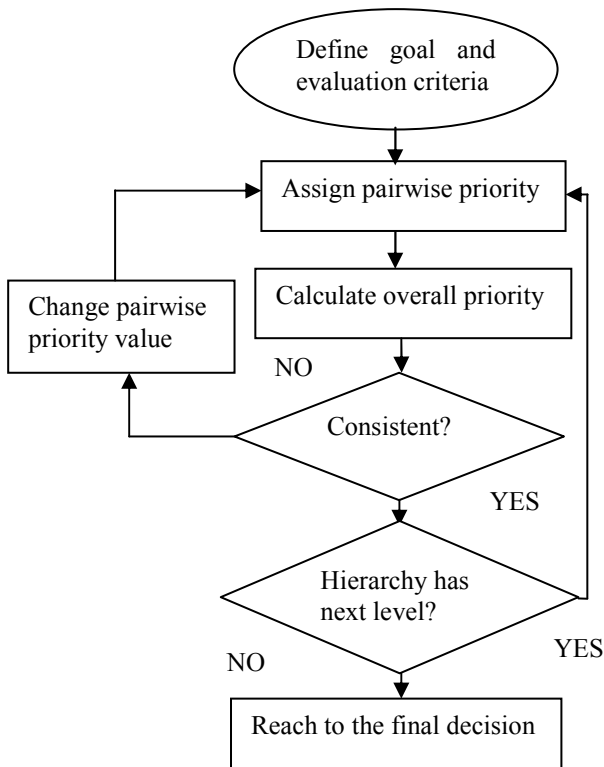 Define goal and
evaluation criteria
Assign pairwise priority
Calculate overall priority
Change pairwise
priority value
NO
Consistent?
YES
Hierarchy has
next level?
YES
NO
Reach to the final decision